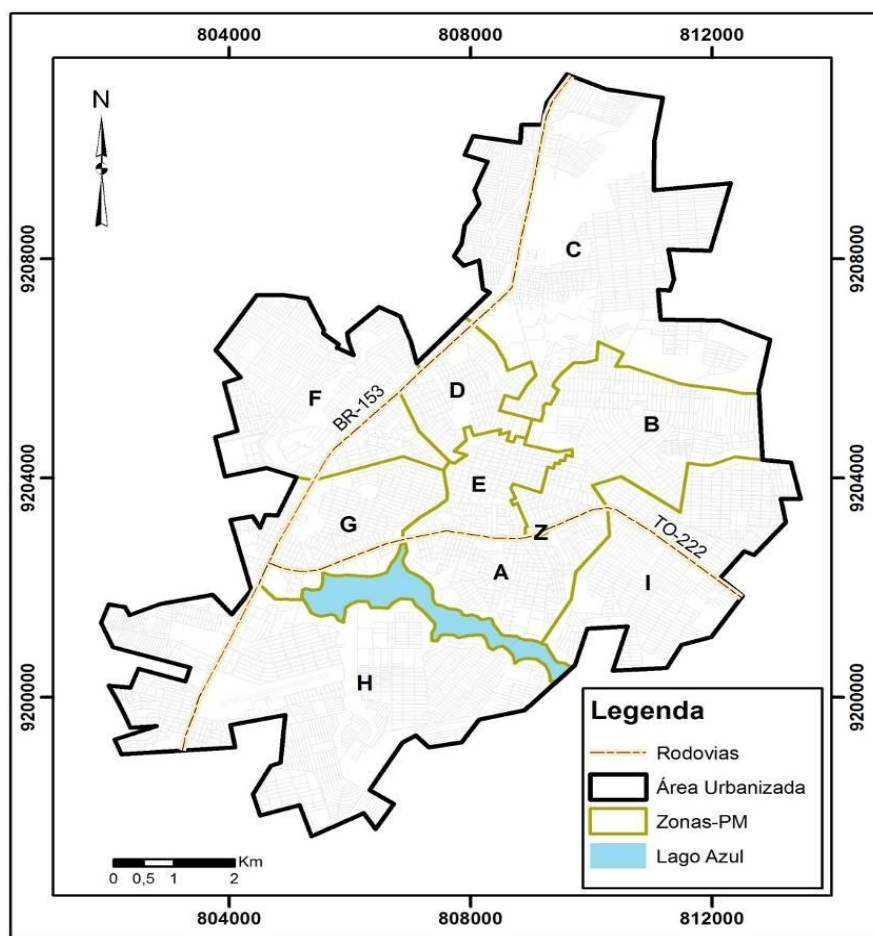 804000 808000 812000
N
C
9208000 9208000
F
BR-153
D
B
E
9204000 9204000
G
Z
TO-222
A
I
H
9200000 9200000
Legenda
Rodovias
Área Urbanizada
Zonas-PM
Lago Azul
Km
0 0,5 1 2
804000 808000 812000